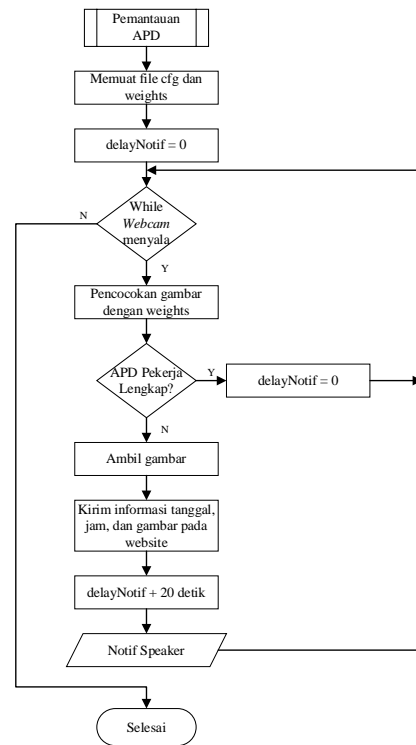 Pemantauan
APD
Memuat file cfg dan
weights
delayNotif = 0
N
While
Webcam
menyala
Y
Pencocokan gambar
dengan weights
APD Pekerja
Lengkap?
Y
delayNotif = 0
N
Ambil gambar
Kirim informasi tanggal,
jam, dan gambar pada
website
delayNotif + 20 detik
Notif Speaker
Selesai